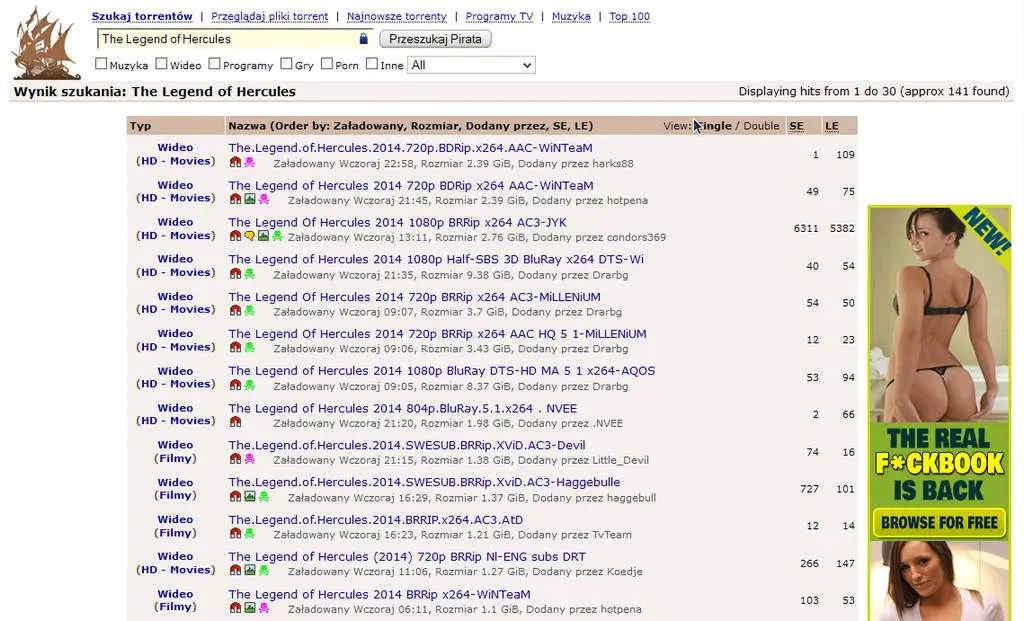 Szukaj torrentów | Przeglądaj pliki torrent | Najnowsze torrenty | Programy TV | Muzyka | Top 100
The Legend of Hercules Przeszukaj Pirata
Muzyka Wideo Programy Gry Porn Inne All
Wynik szukania: The Legend of Hercules Displaying hits from 1 do 30 (approx 141 found)
Typ Nazwa (Order by: Załadowany, Rozmiar, Dodany przez, SE, LE) View: Single / Double SE LE
Wideo The.Legend.of.Hercules.2014.720p.BDRip.x264.AAC-WiNTeaM 1 109
(HD - Movies) Załadowany Wczoraj 22:58, Rozmiar 2.39 GiB, Dodany przez harks88
Wideo The Legend of Hercules 2014 720p BDRip x264 AAC-WiNTeaM 49 75
(HD - Movies) Załadowany Wczoraj 21:45, Rozmiar 2.39 GiB, Dodany przez hotpena
Wideo The Legend Of Hercules 2014 1080p BRRip x264 AC3-JYK 6311 5382
(HD - Movies) Załadowany Wczoraj 13:11, Rozmiar 2.76 GiB, Dodany przez condors369
Wideo The Legend of Hercules 2014 1080p Half-SBS 3D BluRay x264 DTS-Wi 40 54
(HD - Movies) Załadowany Wczoraj 21:35, Rozmiar 9.38 GiB, Dodany przez Drarbg
Wideo The Legend Of Hercules 2014 720p BRRip x264 AC3-MiLLENiUM 54 50
(HD - Movies) Załadowany Wczoraj 09:07, Rozmiar 3.7 GiB, Dodany przez Drarbg
Wideo The Legend Of Hercules 2014 720p BRRip x264 AAC HQ 5 1-MiLLENiUM 12 23
(HD - Movies) Załadowany Wczoraj 09:06, Rozmiar 3.43 GiB, Dodany przez Drarbg
Wideo The Legend of Hercules 2014 1080p BluRay DTS-HD MA 5 1 x264-AQOS 53 94
(HD - Movies) Załadowany Wczoraj 09:05, Rozmiar 8.37 GiB, Dodany przez Drarbg
Wideo The Legend of Hercules 2014 804p.BluRay.5.1.x264 . NVEE 2 66
(HD - Movies) Załadowany Wczoraj 21:20, Rozmiar 1.98 GiB, Dodany przez .NVEE
Wideo The.Legend.of.Hercules.2014.SWESUB.BRRip.XviD.AC3-Devil 74 16
(Filmy) Załadowany Wczoraj 21:15, Rozmiar 1.38 GiB, Dodany przez Little_Devil
Wideo The.Legend.of.Hercules.2014.SWESUB.BRRip.XviD.AC3-Haggebulle 727 101
(Filmy) Załadowany Wczoraj 16:29, Rozmiar 1.37 GiB, Dodany przez haggebull
Wideo The.Legend.of.Hercules.2014.BRRIP.x264.AC3.AtD 12 14
(Filmy) Załadowany Wczoraj 16:23, Rozmiar 1.21 GiB, Dodany przez TvTeam
Wideo The Legend of Hercules (2014) 720p BRRip Nl-ENG subs DRT 266 147
(HD - Movies) Załadowany Wczoraj 11:06, Rozmiar 1.27 GiB, Dodany przez Koedje
Wideo The Legend of Hercules 2014 BRRip x264-WiNTeaM 103 53
(Filmy) Załadowany Wczoraj 06:11, Rozmiar 1.1 GiB, Dodany przez hotpena
NEW!
THE REAL
F*CKBOOK
IS BACK
BROWSE FOR FREE